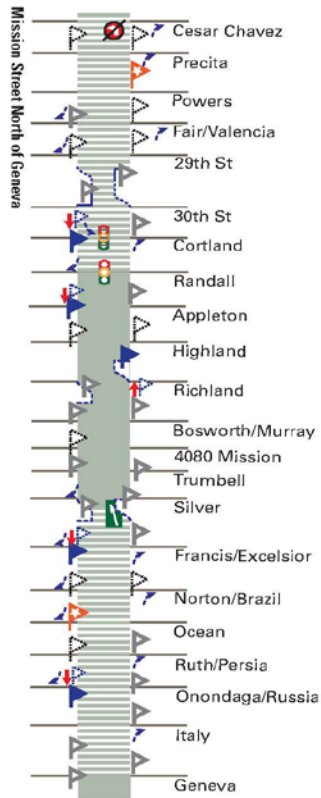 Mission Street North of Geneva
Cesar Chavez
Precita
Powers
Fair/Valencia
29th St
30th St
Cortland
Randall
Appleton
Highland
Richland
Bosworth/Murray
4080 Mission
Trumbell
Silver
Francis/Excelsior
Norton/Brazil
Ocean
Ruth/Persia
Onondaga/Russia
Italy
Geneva